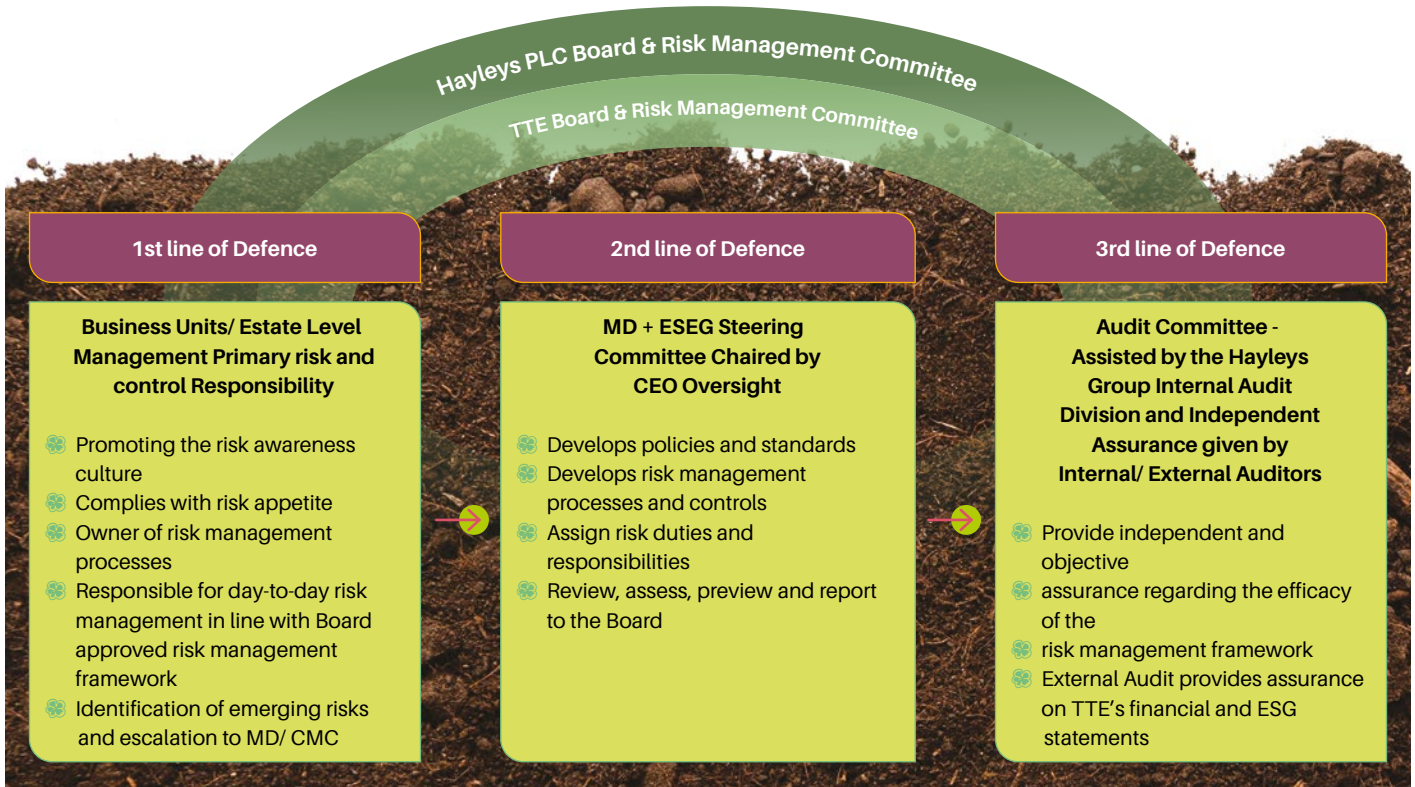 Hayleys PLC Board & Risk Management Committee
TTE Board & Risk Management Committee
1st line of Defence
Business Units/ Estate Level
Management Primary risk and
control Responsibility
Promoting the risk awareness
culture
Complies with risk appetite
Owner of risk management
processes
Responsible for day-to-day risk
management in line with Board
approved risk management
framework
Identification of emerging risks
and escalation to MD/ CMC
2nd line of Defence
MD + ESEG Steering
Committee Chaired by
CEO Oversight
Develops policies and standards
Develops risk management
processes and controls
Assign risk duties and
responsibilities
Review, assess, preview and report
to the Board
3rd line of Defence
Audit Committee -
Assisted by the Hayleys
Group Internal Audit
Division and Independent
Assurance given by
Internal/ External Auditors
Provide independent and
objective
assurance regarding the efficacy
of the
risk management framework
External Audit provides assurance
on TTE's financial and ESG
statements